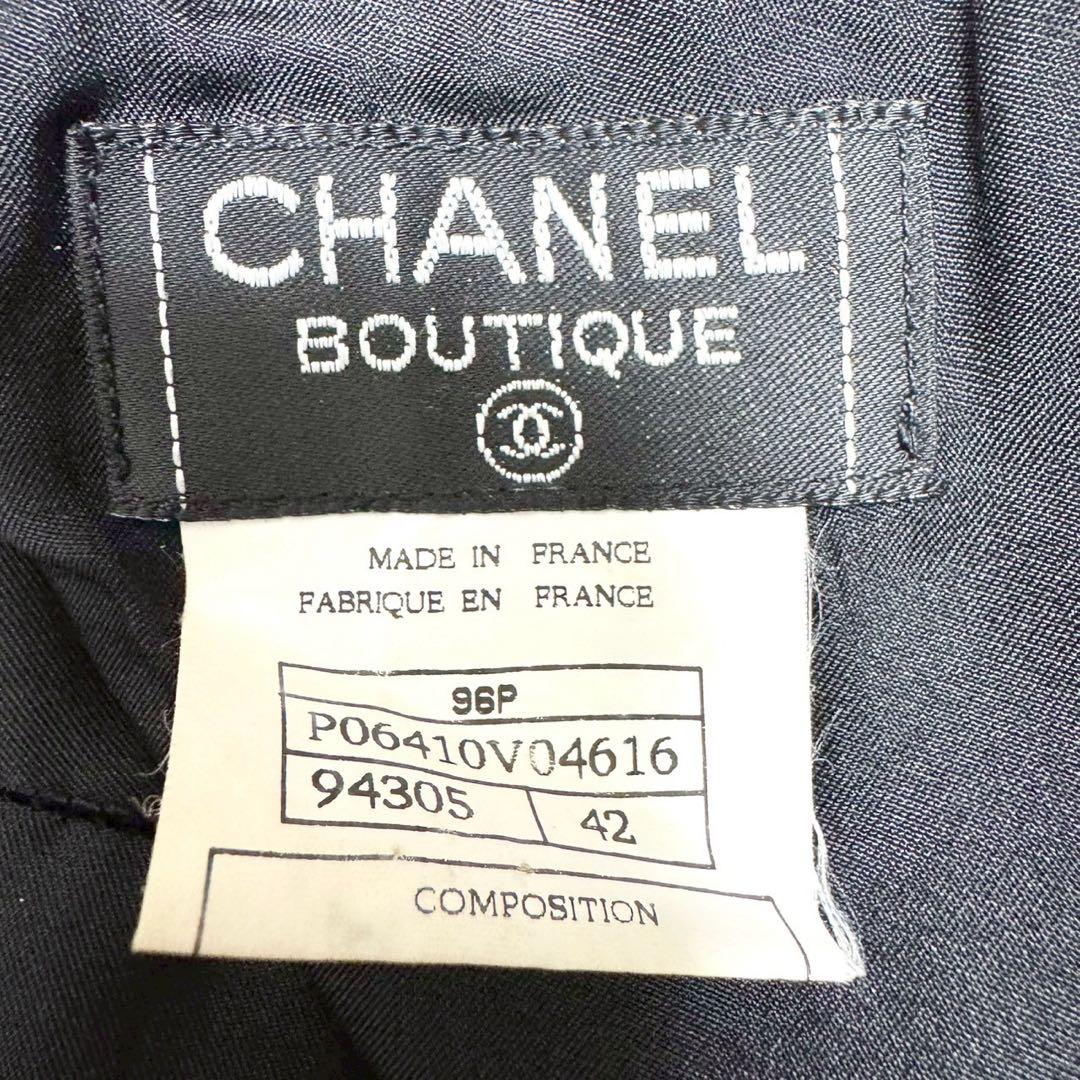 CHANEL
BOUTIQUE
MADE IN FRANCE
FABRIQUE EN FRANCE
96P
P06410V04616
94305 42
COMPOSITION